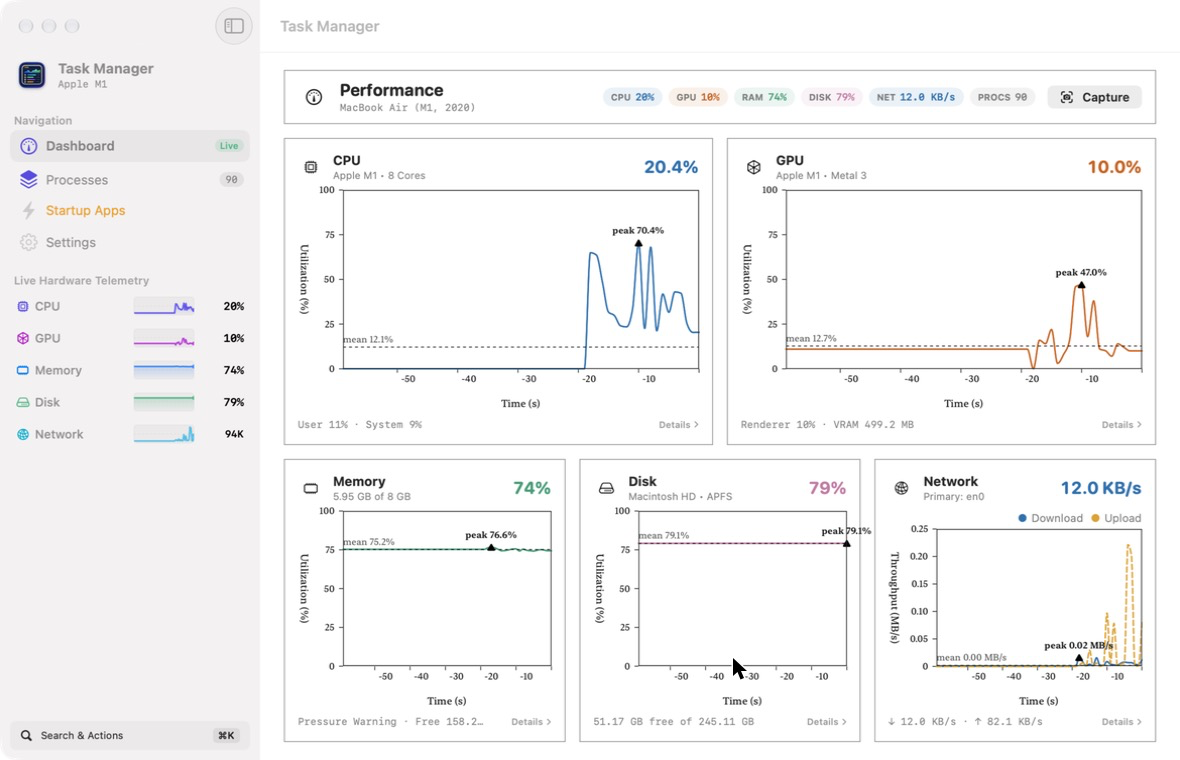 Task Manager
Task Manager
Apple M1
Navigation
Dashboard Live
Processes 90
Startup Apps
Settings
Live Hardware Telemetry
CPU 20%
GPU 10%
Memory 74%
Disk 79%
Network 94K
Search & Actions ⌘K
Performance
MacBook Air (M1, 2020)
CPU 20% GPU 10% RAM 74% DISK 79% NET 12.0 KB/s PROCS 90 Capture
CPU 20.4%
Apple M1 • 8 Cores
100
75
50
25
0
Utilization (%)
peak 70.4%
mean 12.1%
-50 -40 -30 -20 -10
Time (s)
User 11% · System 9% Details >
GPU 10.0%
Apple M1 • Metal 3
100
75
50
25
0
Utilization (%)
peak 47.0%
mean 12.7%
-50 -40 -30 -20 -10
Time (s)
Renderer 10% · VRAM 499.2 MB Details >
Memory 74%
5.95 GB of 8 GB
100
75
50
25
0
Utilization (%)
peak 76.6%
mean 75.2%
-50 -40 -30 -20 -10
Time (s)
Pressure Warning · Free 158.2… Details >
Disk 79%
Macintosh HD • APFS
100
75
50
25
0
Utilization (%)
peak 79.1%
mean 79.1%
-50 -40 -30 -20 -10
Time (s)
51.17 GB free of 245.11 GB Details >
Network 12.0 KB/s
Primary: en0
Download Upload
0.25
0.20
0.15
0.10
0.05
0
Throughput (MB/s)
peak 0.02 MB/s
mean 0.00 MB/s
-50 -40 -30 -20 -10
Time (s)
↓ 12.0 KB/s · ↑ 82.1 KB/s Details >